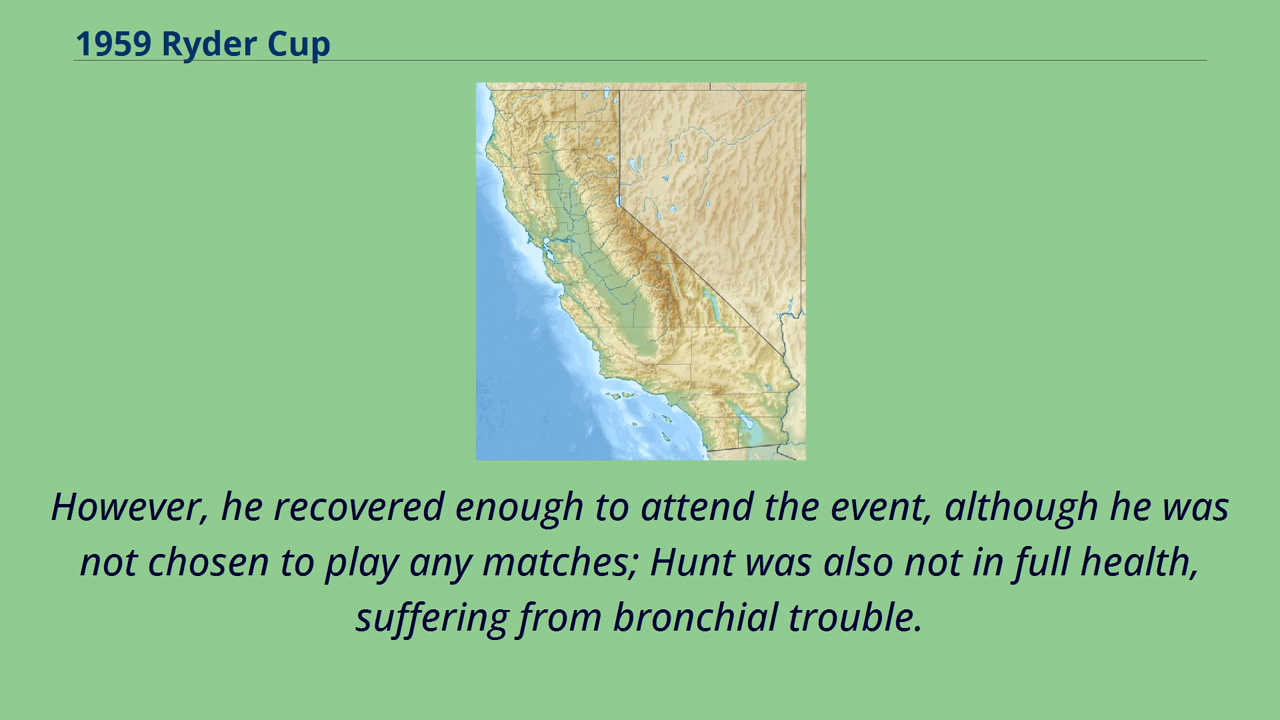 1959 Ryder Cup
However, he recovered enough to attend the event, although he was
not chosen to play any matches; Hunt was also not in full health,
suffering from bronchial trouble.